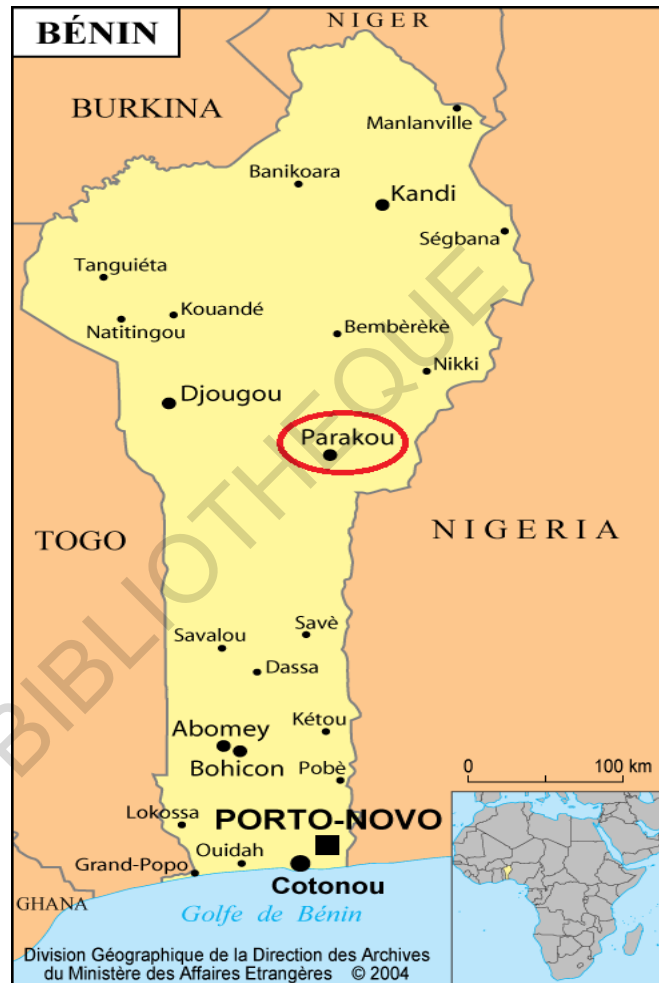 BÉNIN
NIGER
BURKINA
Manlanville
Banikoara
Kandi
Ségbana
Tanguiéta
Kouandé
Natitingou
Bembèrèkè
Nikki
Djougou
Parakou
TOGO
NIGERIA
Savè
Savalou
Dassa
Kétou
Abomey
Bohicon
Pobè
0 100 km
Lokossa
PORTO-NOVO
Ouidah
Grand-Popo
Cotonou
GHANA
Golfe de Bénin
Division Géographique de la Direction des Archives
du Ministère des Affaires Etrangères © 2004
BIBLIOTHEQUE